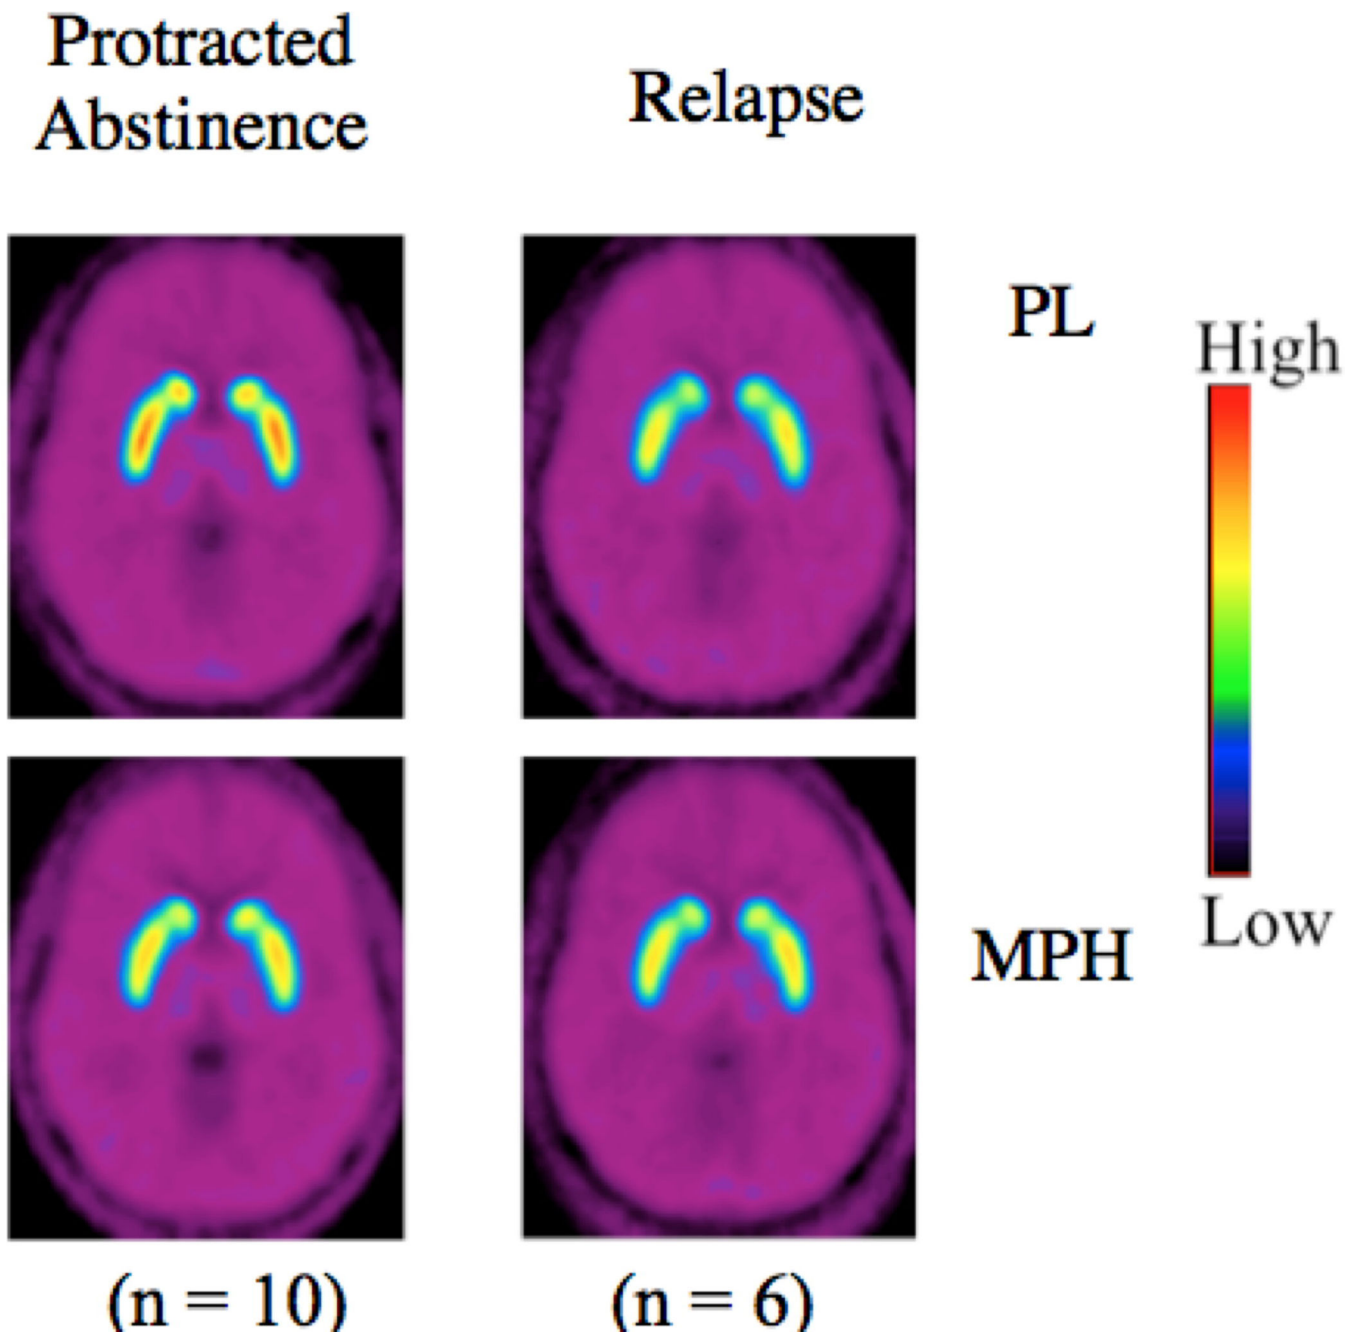 Protracted
Abstinence
Relapse
PL
High
MPH
Low
(n = 10)
(n = 6)